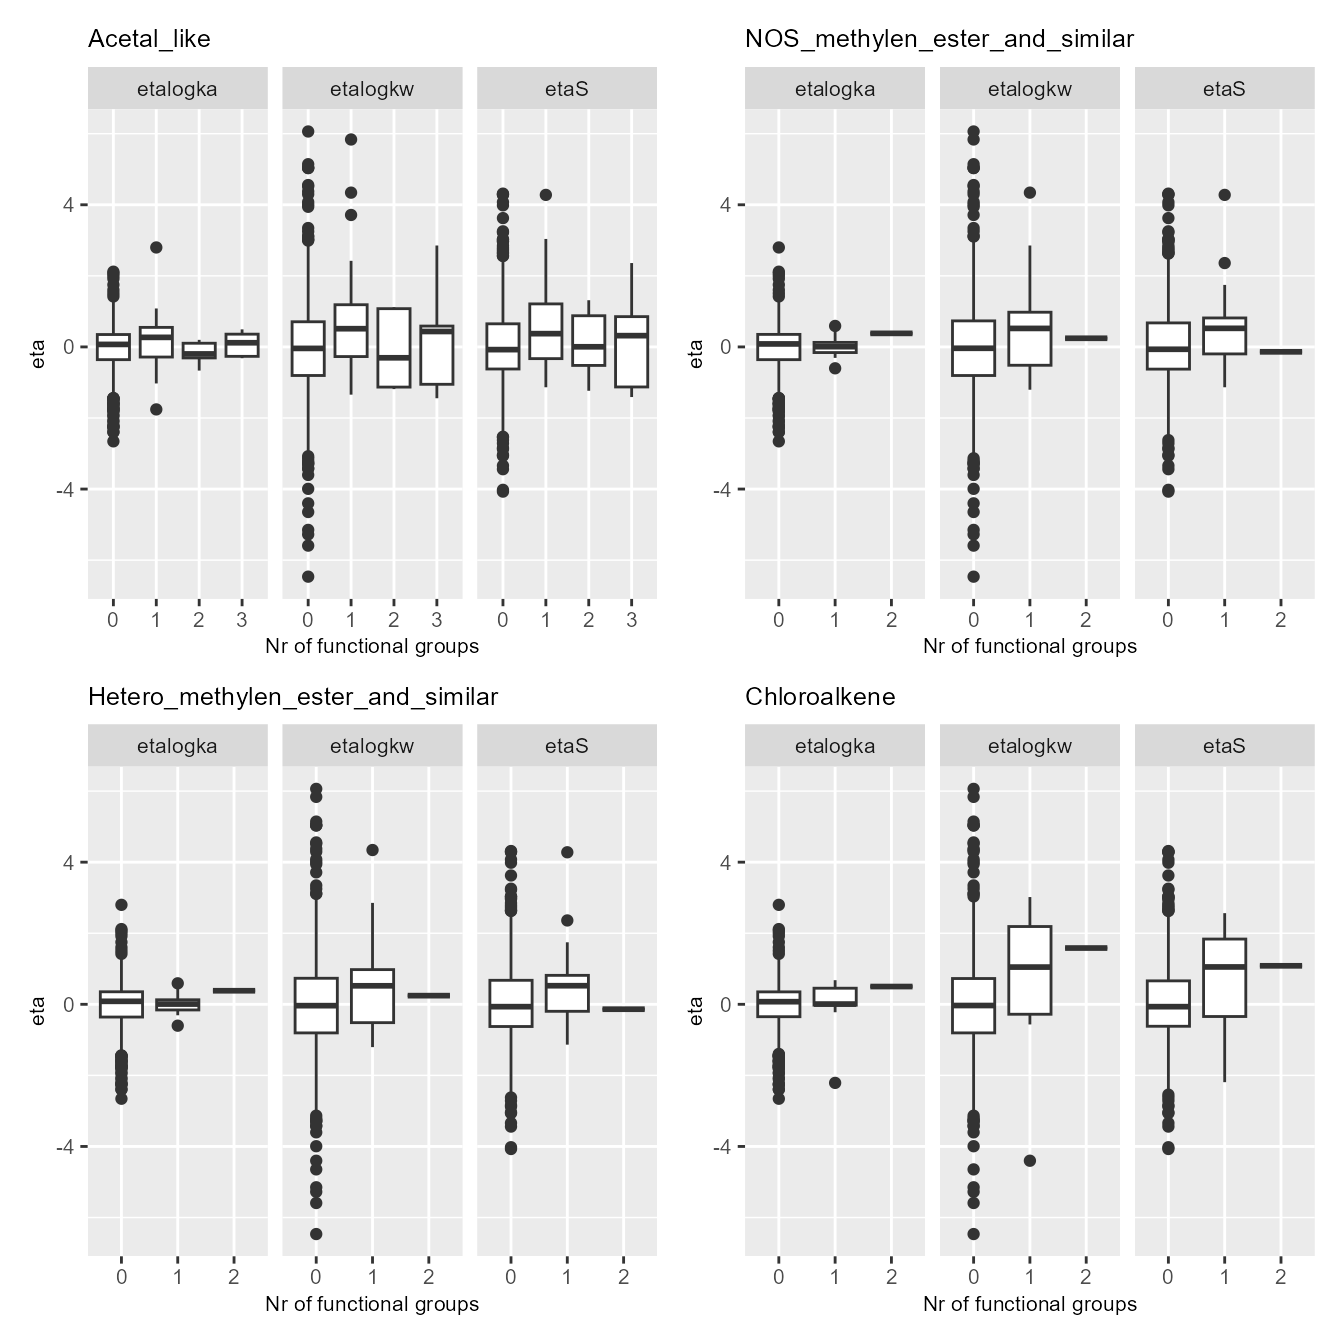 Acetal_like
etalogka etalogkw etaS
eta
4
0
-4
0 1 2 3 0 1 2 3 0 1 2 3
Nr of functional groups
NOS_methylen_ester_and_similar
etalogka etalogkw etaS
eta
4
0
-4
0 1 2 0 1 2 0 1 2
Nr of functional groups
Hetero_methylen_ester_and_similar
etalogka etalogkw etaS
eta
4
0
-4
0 1 2 0 1 2 0 1 2
Nr of functional groups
Chloroalkene
etalogka etalogkw etaS
eta
4
0
-4
0 1 2 0 1 2 0 1 2
Nr of functional groups